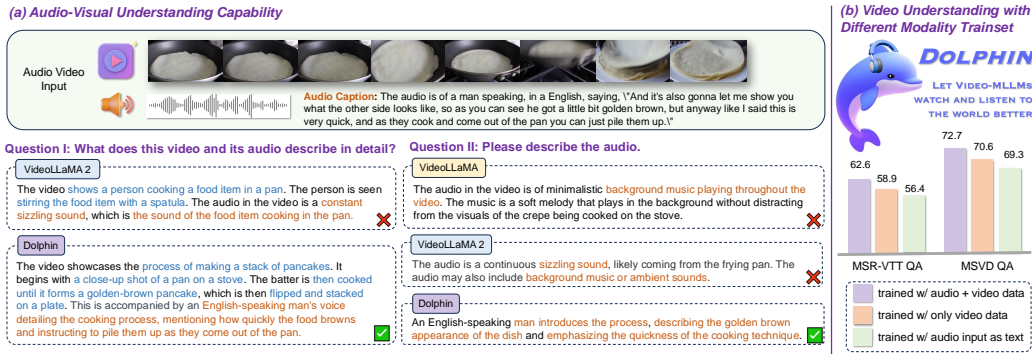 (a) Audio-Visual Understanding Capability
Audio Video
Input
Audio Caption: The audio is of a man speaking, in a English, saying, \"And it's also gonna let me show you
what the other side looks like, so as you can see he got a little bit golden brown, but anyway like I said this is
very quick, and as they cook and come out of the pan you can just pile them up.\"
Question I: What does this video and its audio describe in detail?
VideoLLaMA 2
The video shows a person cooking a food item in a pan. The person is seen
stirring the food item with a spatula. The audio in the video is a constant
sizzling sound, which is the sound of the food item cooking in the pan.
Dolphin
The video showcases the process of making a stack of pancakes. It
begins with a close-up shot of a pan on a stove. The batter is then cooked
until it forms a golden-brown pancake, which is then flipped and stacked
on a plate. This is accompanied by an English-speaking man's voice
detailing the cooking process, mentioning how quickly the food browns
and instructing to pile them up as they come out of the pan.
Question II: Please describe the audio.
VideoLLaMA
The audio in the video is of minimalistic background music playing throughout the
video. The music is a soft melody that plays in the background without distracting
from the visuals of the crepe being cooked on the stove.
VideoLLaMA 2
The audio is a continuous sizzling sound, likely coming from the frying pan. The
audio may also include background music or ambient sounds.
Dolphin
An English-speaking man introduces the process, describing the golden brown
appearance of the dish and emphasizing the quickness of the cooking technique.
(b) Video Understanding with
Different Modality Trainset
DOLPHIN
LET VIDEO-MLLMS
WATCH AND LISTEN TO
THE WORLD BETTER
62.6
58.9
56.4
72.7
70.6
69.3
MSR-VTT QA
MSVD QA
trained w/ audio + video data
trained w/ only video data
trained w/ audio input as text